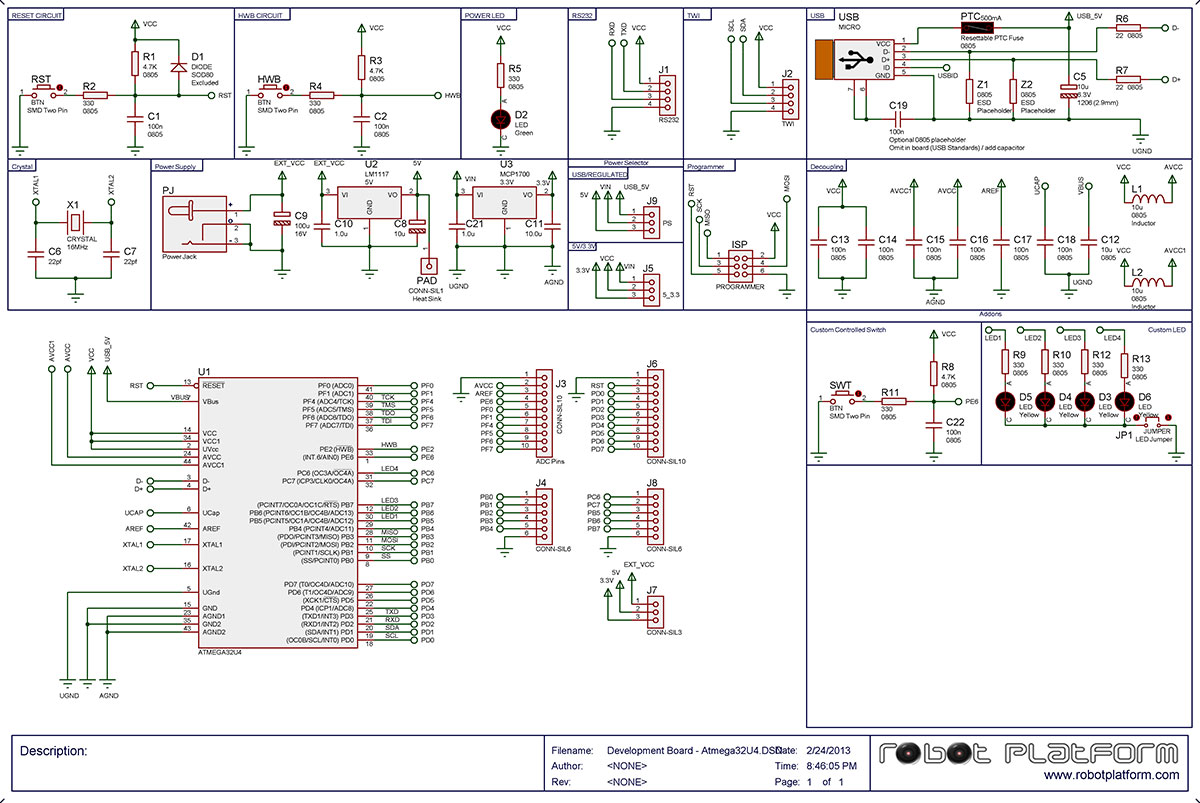 RESET CIRCUIT
VCC
R1
4.7K
0805
D1
DIODE
SOD80
Excluded
RST
1
2
BTN
SMD Two Pin
R2
330
0805
RST
C1
100n
0805
HWB CIRCUIT
VCC
R3
4.7K
0805
HWB
1
2
BTN
SMD Two Pin
R4
330
0805
HWB
C2
100n
0805
POWER LED
VCC
R5
330
0805
A
D2
LED
Green
C
RS232
RXD
TXD
VCC
J1
1
2
3
4
RS232
TWI
SCL
SDA
VCC
J2
1
2
3
4
TWI
USB
USB
MICRO
VCC 1
D- 2
D+ 3
ID 4
GND 5
7
6
USBID
PTC 500mA
Resettable PTC Fuse
0805
USB_5V
R6
22 0805
D-
R7
22 0805
D+
Z1
0805
ESD
Placeholder
Z2
0805
ESD
Placeholder
C5
10u
6.3V
1206 (2.9mm)
C19
100n
Optional 0805 placeholder
Omit in board (USB Standards) / add capacitor
UGND
Crystal
XTAL1
XTAL2
X1
CRYSTAL
16MHz
C6
22pf
C7
22pf
Power Supply
PJ
+
1
0
2
-
3
Power Jack
EXT_VCC
C9
100u
16V
EXT_VCC
U2
LM1117
5V
3
VI
VO
2
GND
1
5V
C10
1.0u
C8
10u
PAD
CONN-SIL1
Heat Sink
VIN
U3
MCP1700
3.3V
VI
VO
GND
3.3V
C21
1.0u
C11
10.0u
UGND
AGND
Power Selector
USB/REGULATED
5V
VIN
USB_5V
J9
1
2
3
PS
5V/3.3V
3.3V
VCC
VIN
J5
1
2
3
5_3.3
Programmer
RST
SCK
MISO
MOSI
VCC
ISP
1
2
3
4
5
6
PROGRAMMER
Decoupling
VCC
AVCC1
AVCC
AREF
UCAP
VBUS
C13
100n
0805
C14
100n
0805
C15
100n
0805
C16
100n
0805
C17
100n
0805
C18
100n
0805
C12
10u
0805
AGND
UGND
VCC
AVCC
L1
10u
0805
Inductor
VCC
AVCC1
L2
10u
0805
Inductor
Addons
Custom Controlled Switch
VCC
R8
4.7K
0805
SWT
1
2
BTN
SMD Two Pin
R11
330
0805
PE6
C22
100n
0805
Custom LED
LED1
LED2
LED3
LED4
R9
330
0805
R10
330
0805
R12
330
0805
R13
330
0805
A
A
A
A
D5
LED
Yellow
D4
LED
Yellow
D3
LED
Yellow
D6
LED
Yellow
C
C
C
C
JP1
JUMPER
LED Jumper
AVCC1
AVCC
VCC
USB_5V
U1
RST
13
RESET
VBUS
7
VBus
14
VCC
34
VCC1
2
UVcc
24
AVCC
44
AVCC1
D-
3
D-
D+
4
D+
UCAP
6
UCap
AREF
42
AREF
XTAL1
17
XTAL1
XTAL2
16
XTAL2
5
UGnd
15
GND
23
AGND1
35
GND2
43
AGND2
PF0 (ADC0) 41 PF0
PF1 (ADC1) 40 PF1
PF4 (ADC4/TCK) 39 TCK PF4
PF5 (ADC5/TMS) 38 TMS PF5
PF6 (ADC6/TDO) 37 TDO PF6
PF7 (ADC7/TDI) 36 TDI PF7
PE2 (HWB) 33 HWB PE2
(INT.6/AIN0) PE6 1 PE6
PC6 (OC3A/OC4A) 31 LED4 PC6
PC7 (ICP3/CLK0/OC4A) 32 PC7
(PCINT7/OC0A/OC1C/RTS) PB7 12 LED3 PB7
PB6 (PCINT6/OC1B/OC4B/ADC13) 30 LED2 PB6
PB5 (PCINT5/OC1A/OC4B/ADC12) 29 LED1 PB5
PB4 (PCINT4/ADC11) 28 PB4
(PDO/PCINT3/MISO) PB3 11 MISO PB3
(PDI/PCINT2/MOSI) PB2 10 MOSI PB2
(PCINT1/SCLK) PB1 9 SCK PB1
(SS/PCINT0) PB0 8 SS PB0
PD7 (T0/OC4D/ADC10) 27 PD7
PD6 (T1/OC4D/ADC9) 26 PD6
(XCK1/CTS) PD5 22 PD5
PD4 (ICP1/ADC8) 25 PD4
(TXD1/INT3) PD3 21 TXD PD3
(RXD1/INT2) PD2 20 RXD PD2
(SDA/INT1) PD1 19 SDA PD1
(OC0B/SCL/INT0) PD0 18 SCL PD0
ATMEGA32U4
UGND
AGND
J3
1
AVCC 2
AREF 3
PE6 4
PF0 5
PF1 6
PF4 7
PF5 8
PF6 9
PF7 10
CONN-SIL10
ADC Pins
J6
1
RST 2
PE2 3
PD0 4
PD1 5
PD2 6
PD3 7
PD5 8
PD6 9
PD7 10
CONN-SIL10
J4
PB0 1
PB1 2
PB2 3
PB3 4
PB4 5
6
CONN-SIL6
J8
PC6 1
PC7 2
PB5 3
PB6 4
PB7 5
6
CONN-SIL6
EXT_VCC
5V
3.3V
J7
1
2
3
CONN-SIL3
Description:
Filename: Development Board - Atmega32U4.DSN
Date: 2/24/2013
Author: <NONE>
Time: 8:46:05 PM
Rev: <NONE>
Page: 1 of 1
ROBOT PLATFORM
www.robotplatform.com